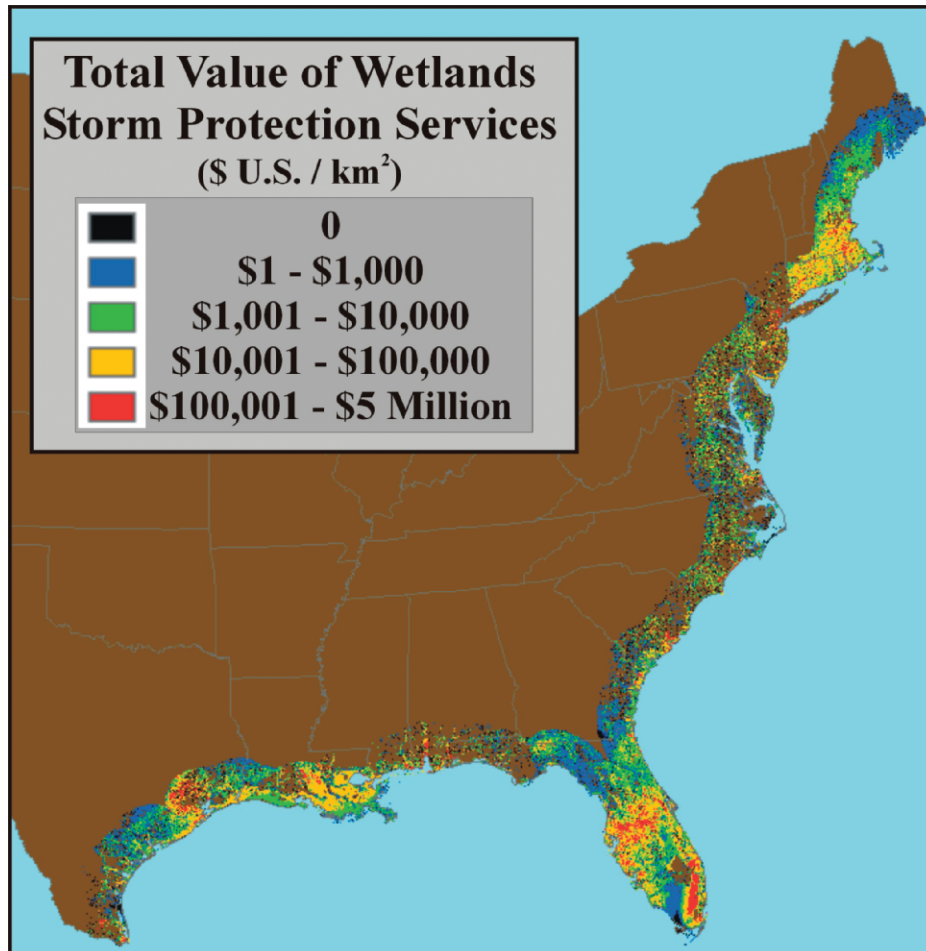 Total Value of Wetlands
Storm Protection Services
($ U.S. / km²)
0
$1 - $1,000
$1,001 - $10,000
$10,001 - $100,000
$100,001 - $5 Million